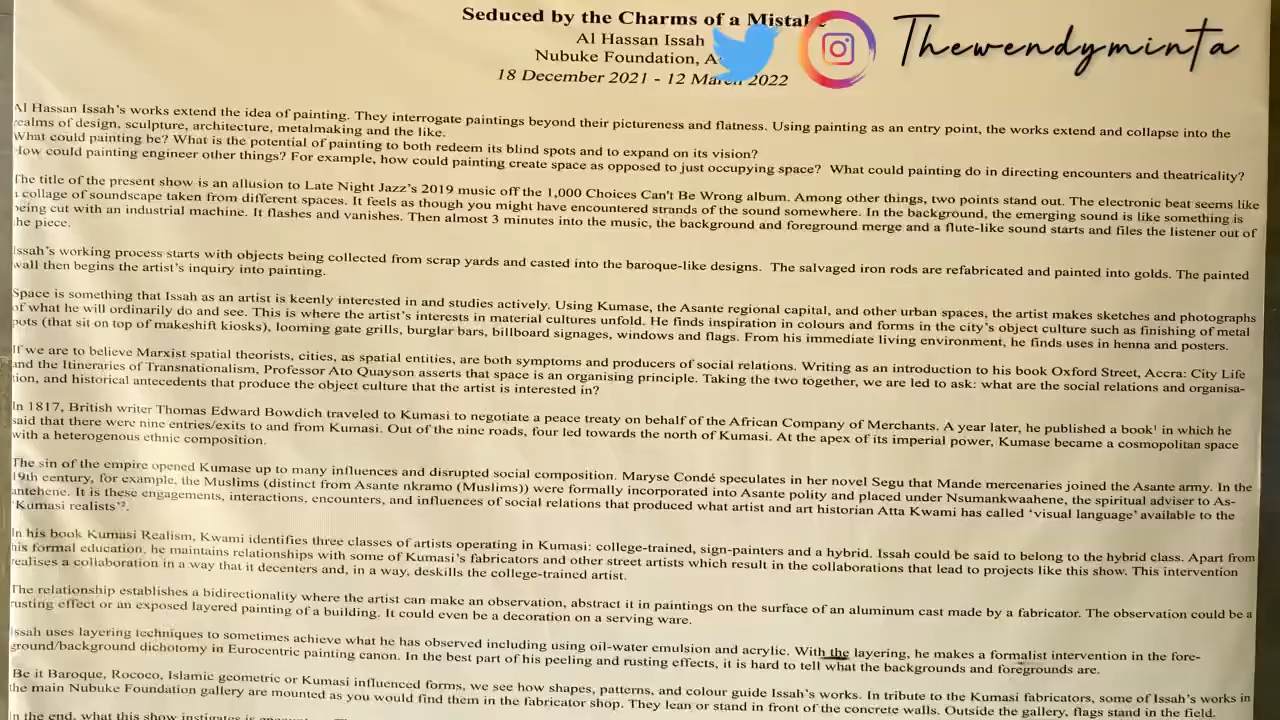 Seduced by the Charms of a Mistake
Al Hassan Issah
Nubuke Foundation, A
18 December 2021 - 12 March 2022
Thewendyminta
Al Hassan Issah's works extend the idea of painting. They interrogate paintings beyond their pictureness and flatness. Using painting as an entry point, the works extend and collapse into the
realms of design, sculpture, architecture, metalmaking and the like.
What could painting be? What is the potential of painting to both redeem its blind spots and to expand on its vision?
How could painting engineer other things? For example, how could painting create space as opposed to just occupying space? What could painting do in directing encounters and theatricality?
The title of the present show is an allusion to Late Night Jazz's 2019 music off the 1,000 Choices Can't Be Wrong album. Among other things, two points stand out. The electronic beat seems like
a collage of soundscape taken from different spaces. It feels as though you might have encountered strands of the sound somewhere. In the background, the emerging sound is like something is
being cut with an industrial machine. It flashes and vanishes. Then almost 3 minutes into the music, the background and foreground merge and a flute-like sound starts and files the listener out of
the piece.
Issah's working process starts with objects being collected from scrap yards and casted into the baroque-like designs. The salvaged iron rods are refabricated and painted into golds. The painted
wall then begins the artist's inquiry into painting.
Space is something that Issah as an artist is keenly interested in and studies actively. Using Kumase, the Asante regional capital, and other urban spaces, the artist makes sketches and photographs
of what he will ordinarily do and see. This is where the artist's interests in material cultures unfold. He finds inspiration in colours and forms in the city's object culture such as finishing of metal
pots (that sit on top of makeshift kiosks), looming gate grills, burglar bars, billboard signages, windows and flags. From his immediate living environment, he finds uses in henna and posters.
If we are to believe Marxist spatial theorists, cities, as spatial entities, are both symptoms and producers of social relations. Writing as an introduction to his book Oxford Street, Accra: City Life
and the Itineraries of Transnationalism, Professor Ato Quayson asserts that space is an organising principle. Taking the two together, we are led to ask: what are the social relations and organisa-
tion, and historical antecedents that produce the object culture that the artist is interested in?
In 1817, British writer Thomas Edward Bowdich traveled to Kumasi to negotiate a peace treaty on behalf of the African Company of Merchants. A year later, he published a book¹ in which he
said that there were nine entries/exits to and from Kumasi. Out of the nine roads, four led towards the north of Kumasi. At the apex of its imperial power, Kumase became a cosmopolitan space
with a heterogenous ethnic composition.
The sin of the empire opened Kumase up to many influences and disrupted social composition. Maryse Condé speculates in her novel Segu that Mande mercenaries joined the Asante army. In the
19th century, for example, the Muslims (distinct from Asante nkramo (Muslims)) were formally incorporated into Asante polity and placed under Nsumankwaahene, the spiritual adviser to As-
antehene. It is these engagements, interactions, encounters, and influences of social relations that produced what artist and art historian Atta Kwami has called 'visual language' available to the
'Kumasi realists'².
In his book Kumasi Realism, Kwami identifies three classes of artists operating in Kumasi: college-trained, sign-painters and a hybrid. Issah could be said to belong to the hybrid class. Apart from
his formal education, he maintains relationships with some of Kumasi's fabricators and other street artists which result in the collaborations that lead to projects like this show. This intervention
realises a collaboration in a way that it decenters and, in a way, deskills the college-trained artist.
The relationship establishes a bidirectionality where the artist can make an observation, abstract it in paintings on the surface of an aluminum cast made by a fabricator. The observation could be a
rusting effect or an exposed layered painting of a building. It could even be a decoration on a serving ware.
Issah uses layering techniques to sometimes achieve what he has observed including using oil-water emulsion and acrylic. With the layering, he makes a formalist intervention in the fore-
ground/background dichotomy in Eurocentric painting canon. In the best part of his peeling and rusting effects, it is hard to tell what the backgrounds and foregrounds are.
Be it Baroque, Rococo, Islamic geometric or Kumasi influenced forms, we see how shapes, patterns, and colour guide Issah's works. In tribute to the Kumasi fabricators, some of Issah's works in
the main Nubuke Foundation gallery are mounted as you would find them in the fabricator shop. They lean or stand in front of the concrete walls. Outside the gallery, flags stand in the field.
In the end, what this show instigates is